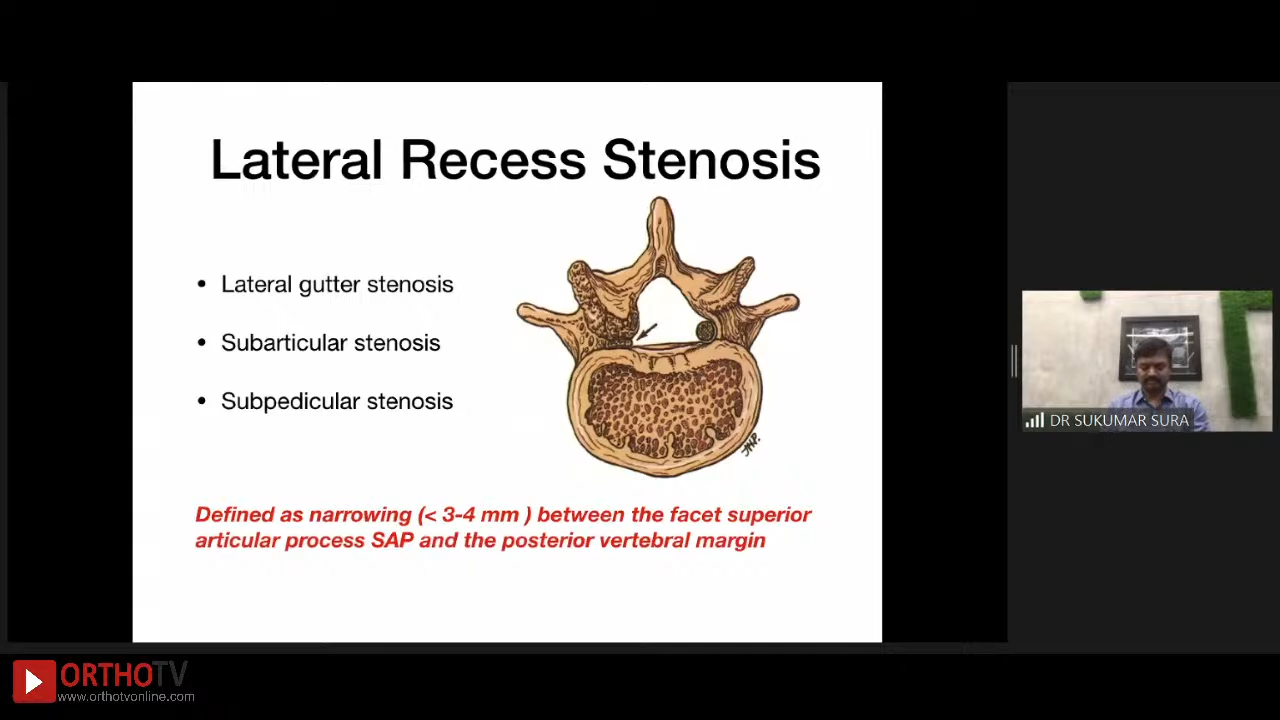 Lateral Recess Stenosis
• Lateral gutter stenosis
• Subarticular stenosis
• Subpedicular stenosis
Defined as narrowing (< 3-4 mm ) between the facet superior
articular process SAP and the posterior vertebral margin
DR SUKUMAR SURA
ORTHOTV
www.orthotvonline.com